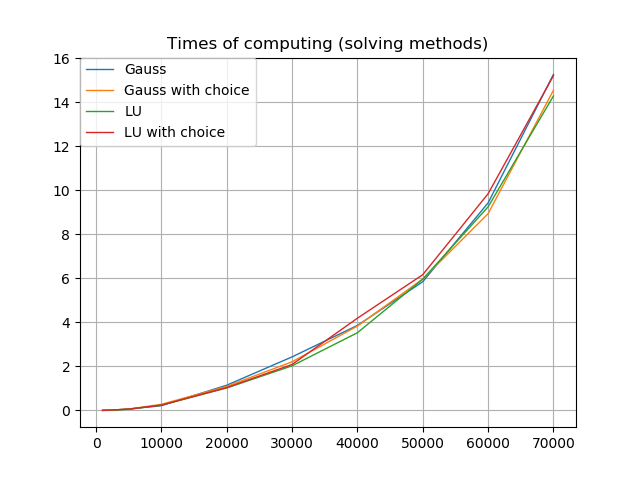 Times of computing (solving methods)
16
14
12
10
8
6
4
2
0
Gauss
Gauss with choice
LU
LU with choice
0 10000 20000 30000 40000 50000 60000 70000